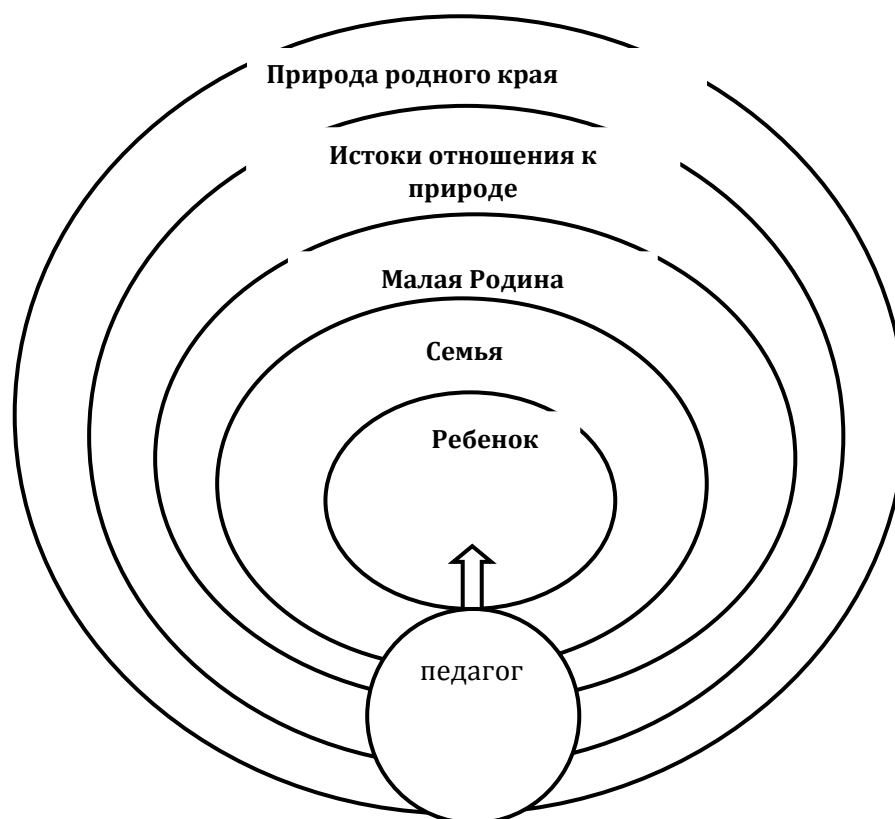 Природа родного края
Истоки отношения к
природе
Малая Родина
Семья
Ребенок
педагог